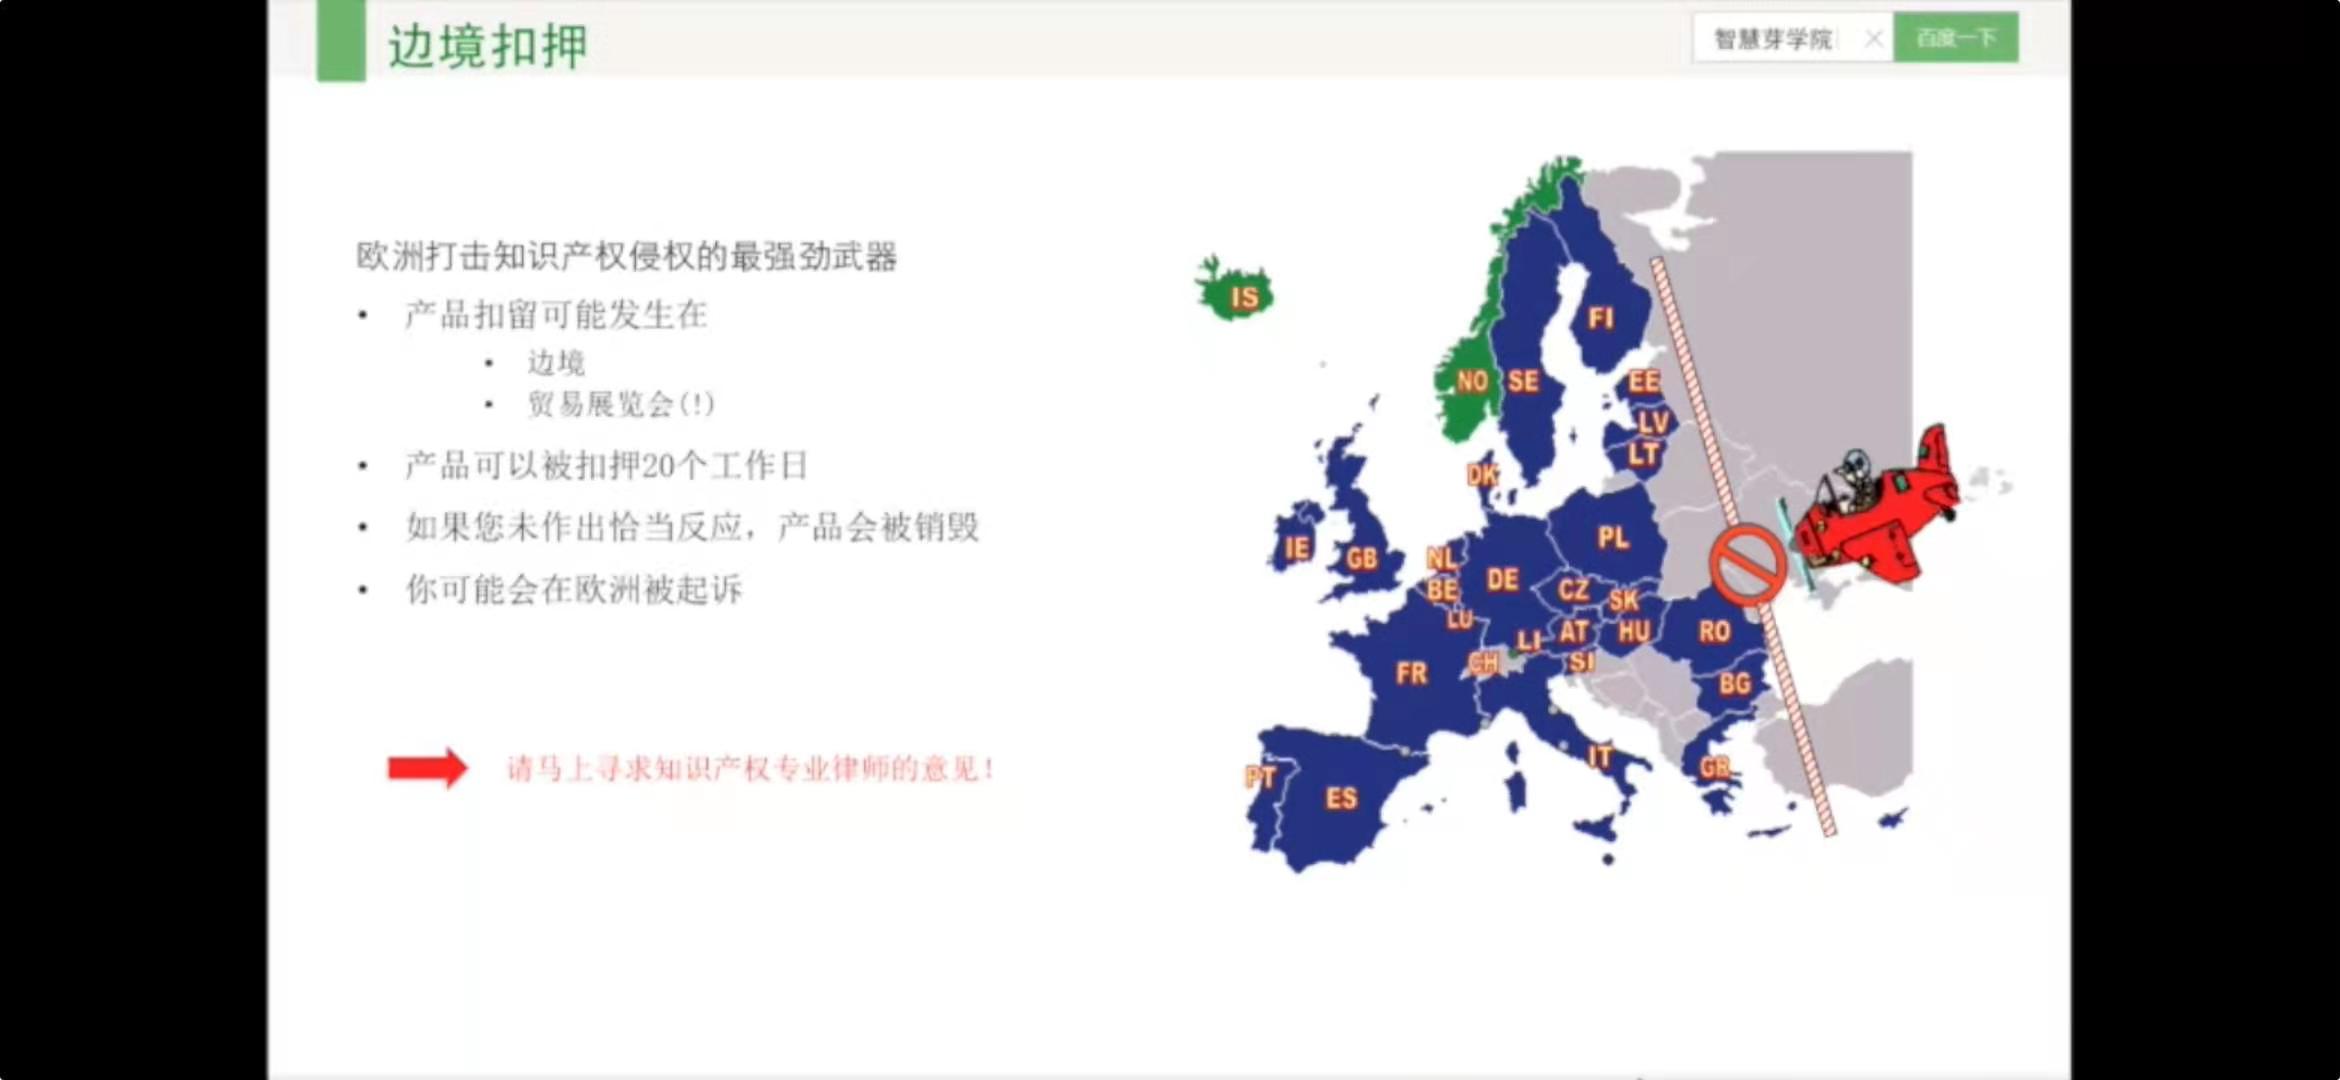 边境扣押
智慧芽学院
百度一下
欧洲打击知识产权侵权的最强劲武器
• 产品扣留可能发生在
• 边境
• 贸易展览会(!)
• 产品可以被扣押20个工作日
• 如果您未作出恰当反应，产品会被销毁
• 你可能会在欧洲被起诉
请马上寻求知识产权专业律师的意见！
IS
FI
NO SE
EE
LV
LT
DK
PL
IE
GB
NL
DE
BE
CZ
SK
LU
LI
AT
HU
RO
CH
SI
FR
BG
IT
GR
PT
ES